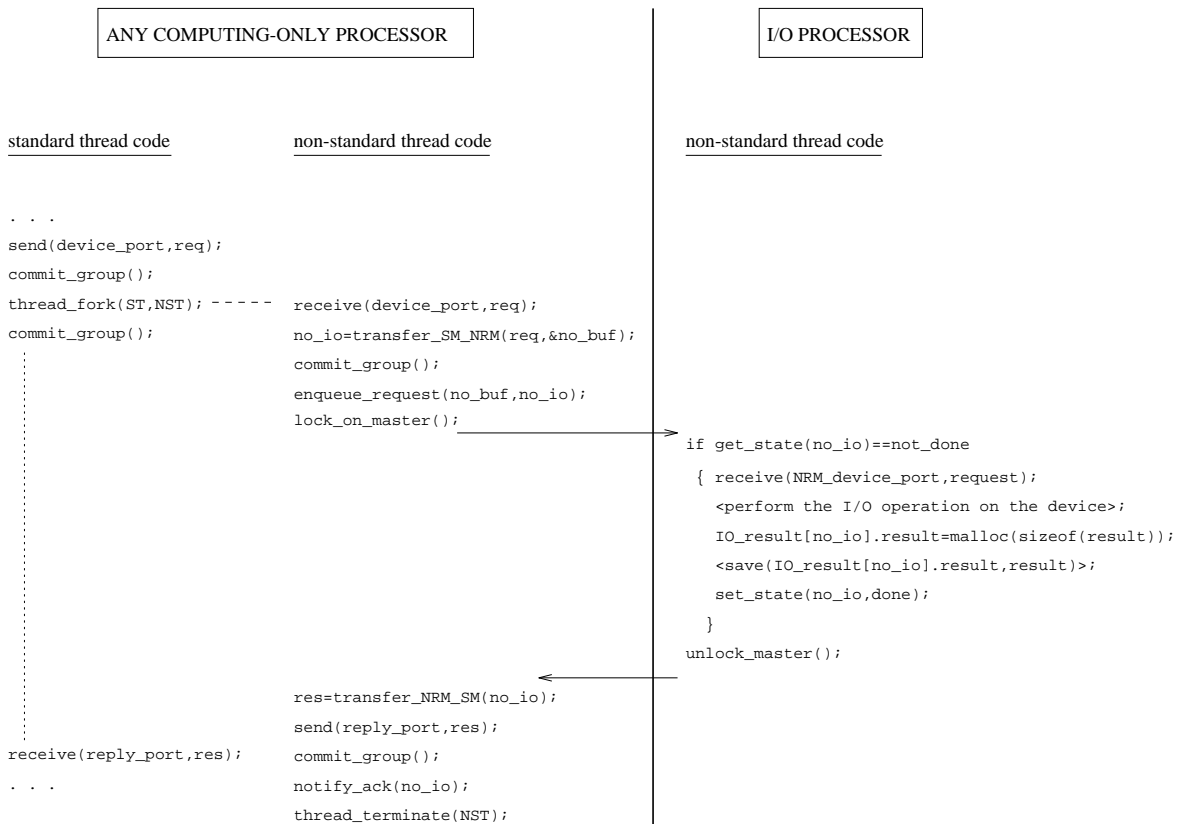 ANY COMPUTING-ONLY PROCESSOR
I/O PROCESSOR
standard thread code
non-standard thread code
non-standard thread code
. . .
send(device_port,req);
commit_group();
thread_fork(ST,NST); - - - - -
commit_group();
receive(reply_port,res);
. . .
receive(device_port,req);
no_io=transfer_SM_NRM(req,&no_buf);
commit_group();
enqueue_request(no_buf,no_io);
lock_on_master();
if get_state(no_io)==not_done
{ receive(NRM_device_port,request);
<perform the I/O operation on the device>;
IO_result[no_io].result=malloc(sizeof(result));
<save(IO_result[no_io].result,result)>;
set_state(no_io,done);
}
unlock_master();
res=transfer_NRM_SM(no_io);
send(reply_port,res);
commit_group();
notify_ack(no_io);
thread_terminate(NST);